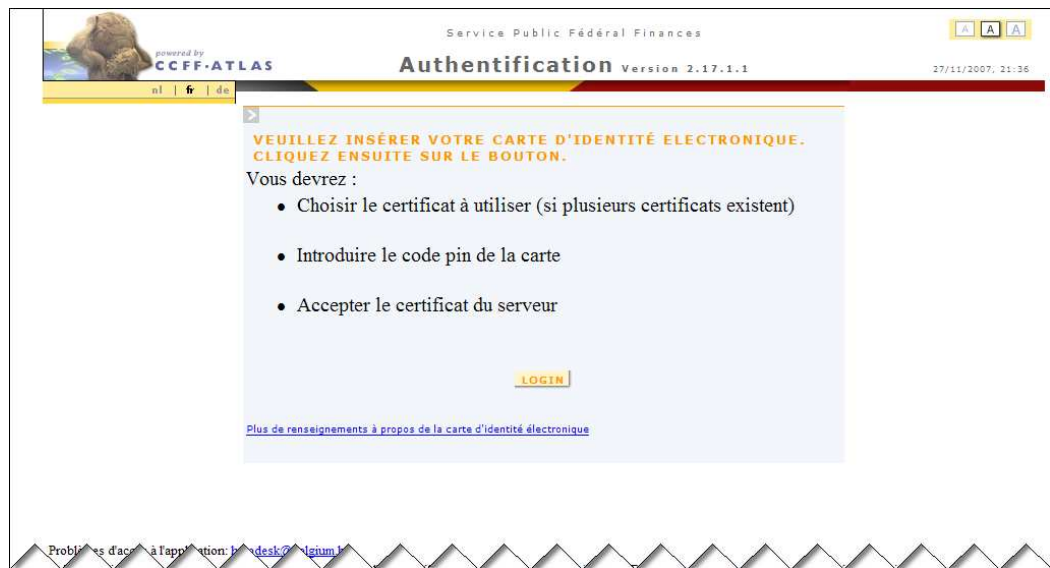 Service Public Fédéral Finances
A A A
powered by
CCFF-ATLAS
Authentification Version 2.17.1.1
27/11/2007, 21:36
nl | fr | de
VEUILLEZ INSÉRER VOTRE CARTE D'IDENTITÉ ELECTRONIQUE.
CLIQUEZ ENSUITE SUR LE BOUTON.
Vous devrez :
• Choisir le certificat à utiliser (si plusieurs certificats existent)
• Introduire le code pin de la carte
• Accepter le certificat du serveur
LOGIN
Plus de renseignements à propos de la carte d'identité électronique
à